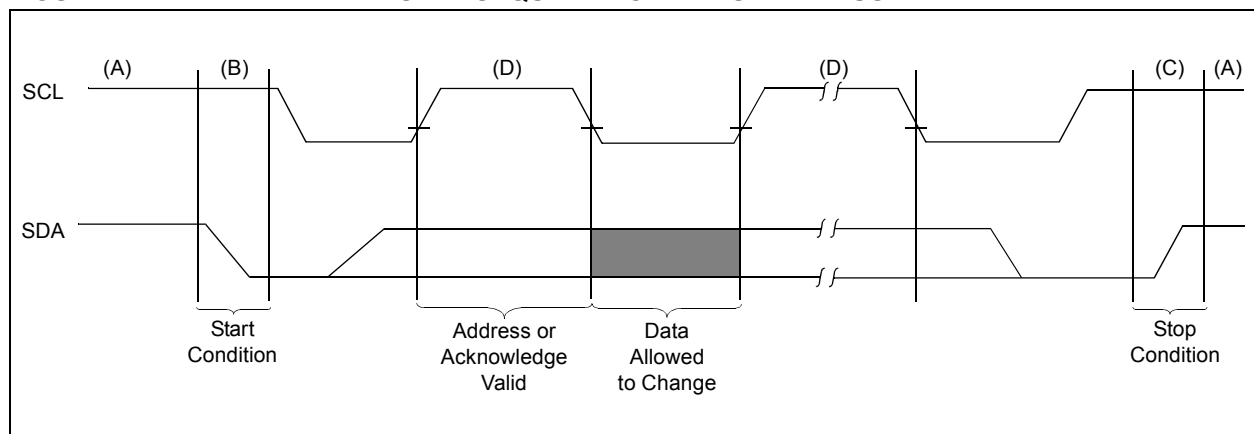 (A) (B) (D) (D) (C) (A)
SCL
SDA
Start
Condition
Address or
Acknowledge
Valid
Data
Allowed
to Change
Stop
Condition